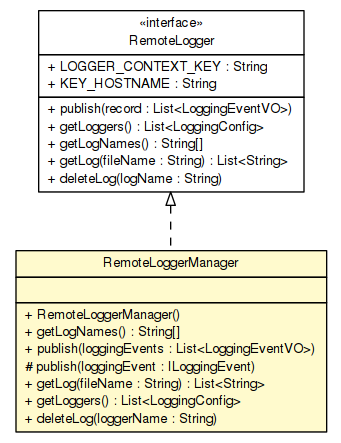 «interface»
RemoteLogger
+ LOGGER_CONTEXT_KEY : String
+ KEY_HOSTNAME : String
+ publish(record : List<LoggingEventVO>)
+ getLoggers() : List<LoggingConfig>
+ getLogNames() : String[]
+ getLog(fileName : String) : List<String>
+ deleteLog(logName : String)
RemoteLoggerManager
+ RemoteLoggerManager()
+ getLogNames() : String[]
+ publish(loggingEvents : List<LoggingEventVO>)
# publish(loggingEvent : ILoggingEvent)
+ getLog(fileName : String) : List<String>
+ getLoggers() : List<LoggingConfig>
+ deleteLog(loggerName : String)